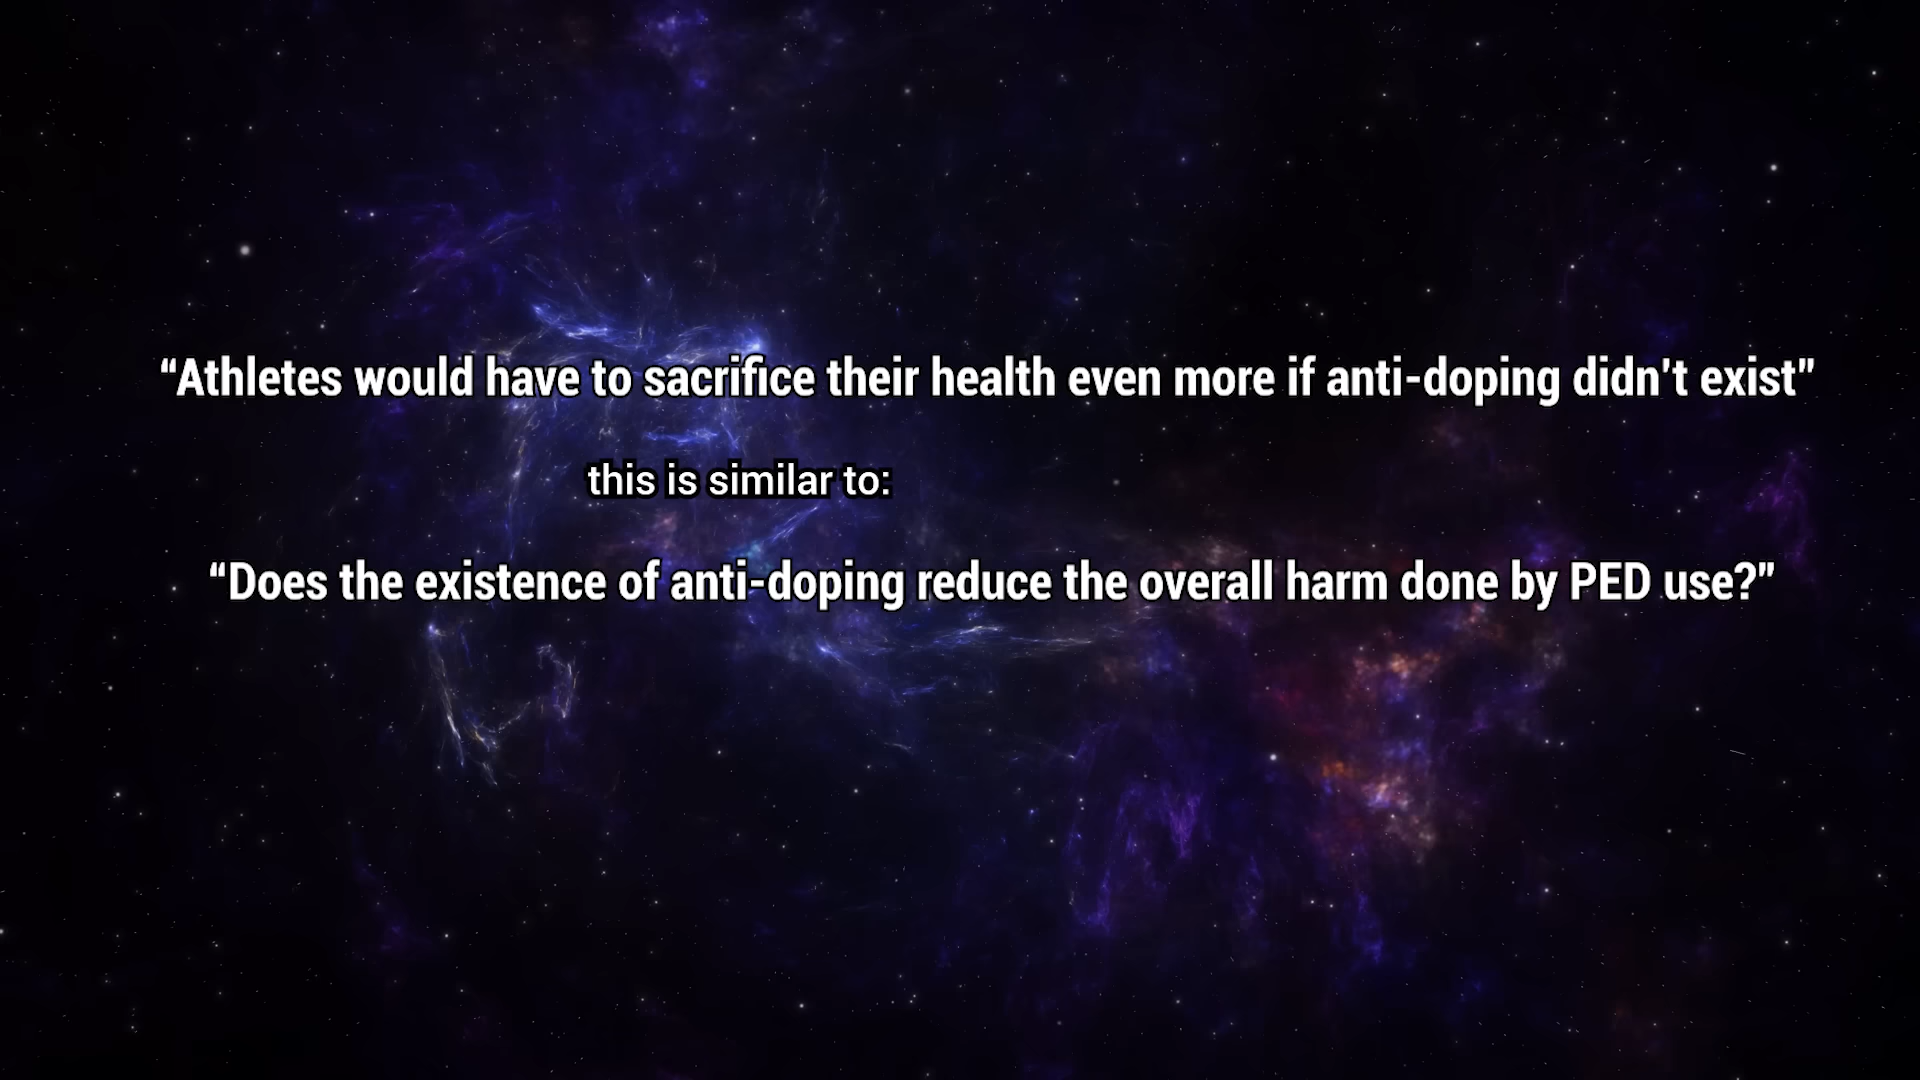 “Athletes would have to sacrifice their health even more if anti-doping didn't exist”
this is similar to:
“Does the existence of anti-doping reduce the overall harm done by PED use?”